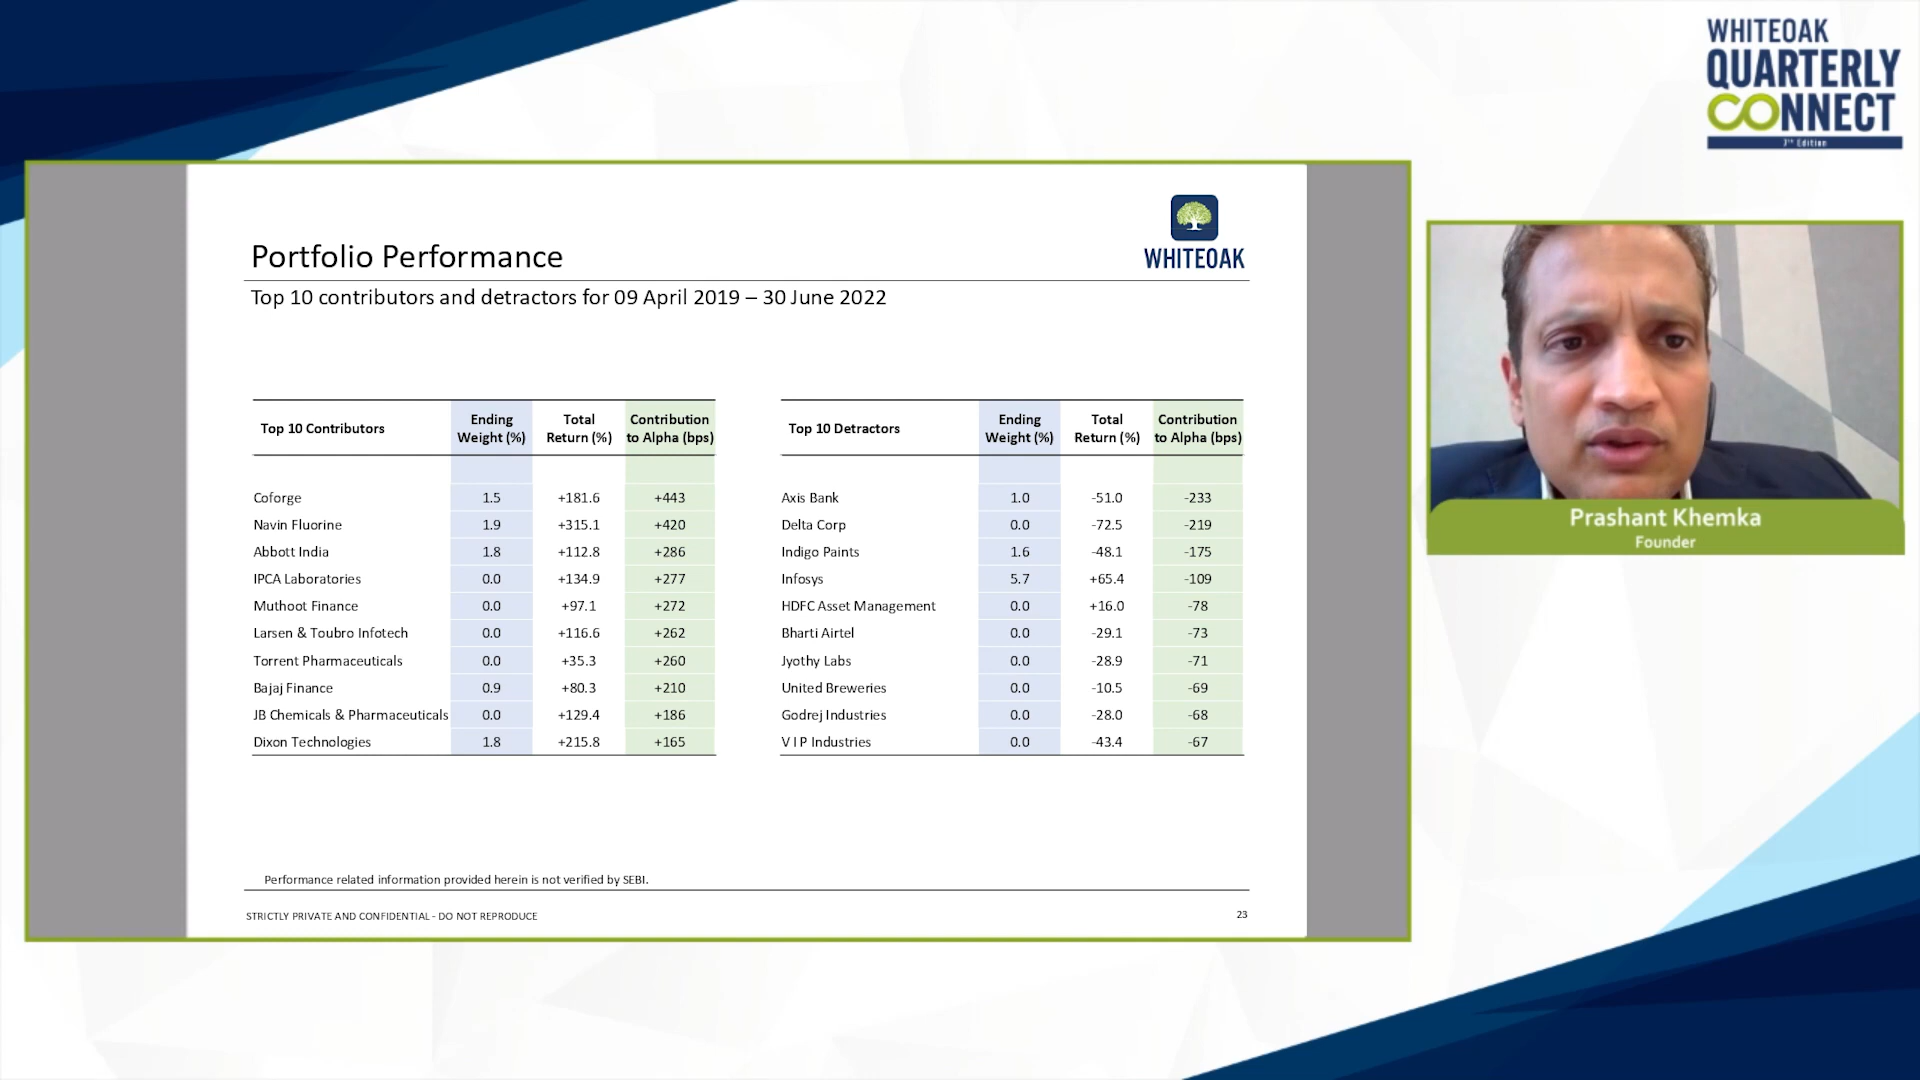 WHITEOAK
QUARTERLY
CONNECT
Portfolio Performance
WHITEOAK
Top 10 contributors and detractors for 09 April 2019 – 30 June 2022
Top 10 Contributors Ending Weight (%) Total Return (%) Contribution to Alpha (bps)
Coforge 1.5 +181.6 +443
Navin Fluorine 1.9 +315.1 +420
Abbott India 1.8 +112.8 +286
IPCA Laboratories 0.0 +134.9 +277
Muthoot Finance 0.0 +97.1 +272
Larsen & Toubro Infotech 0.0 +116.6 +262
Torrent Pharmaceuticals 0.0 +35.3 +260
Bajaj Finance 0.9 +80.3 +210
JB Chemicals & Pharmaceuticals 0.0 +129.4 +186
Dixon Technologies 1.8 +215.8 +165
Top 10 Detractors Ending Weight (%) Total Return (%) Contribution to Alpha (bps)
Axis Bank 1.0 -51.0 -233
Delta Corp 0.0 -72.5 -219
Indigo Paints 1.6 -48.1 -175
Infosys 5.7 +65.4 -109
HDFC Asset Management 0.0 +16.0 -78
Bharti Airtel 0.0 -29.1 -73
Jyothy Labs 0.0 -28.9 -71
United Breweries 0.0 -10.5 -69
Godrej Industries 0.0 -28.0 -68
V I P Industries 0.0 -43.4 -67
Performance related information provided herein is not verified by SEBI.
STRICTLY PRIVATE AND CONFIDENTIAL - DO NOT REPRODUCE
23
Prashant Khemka
Founder